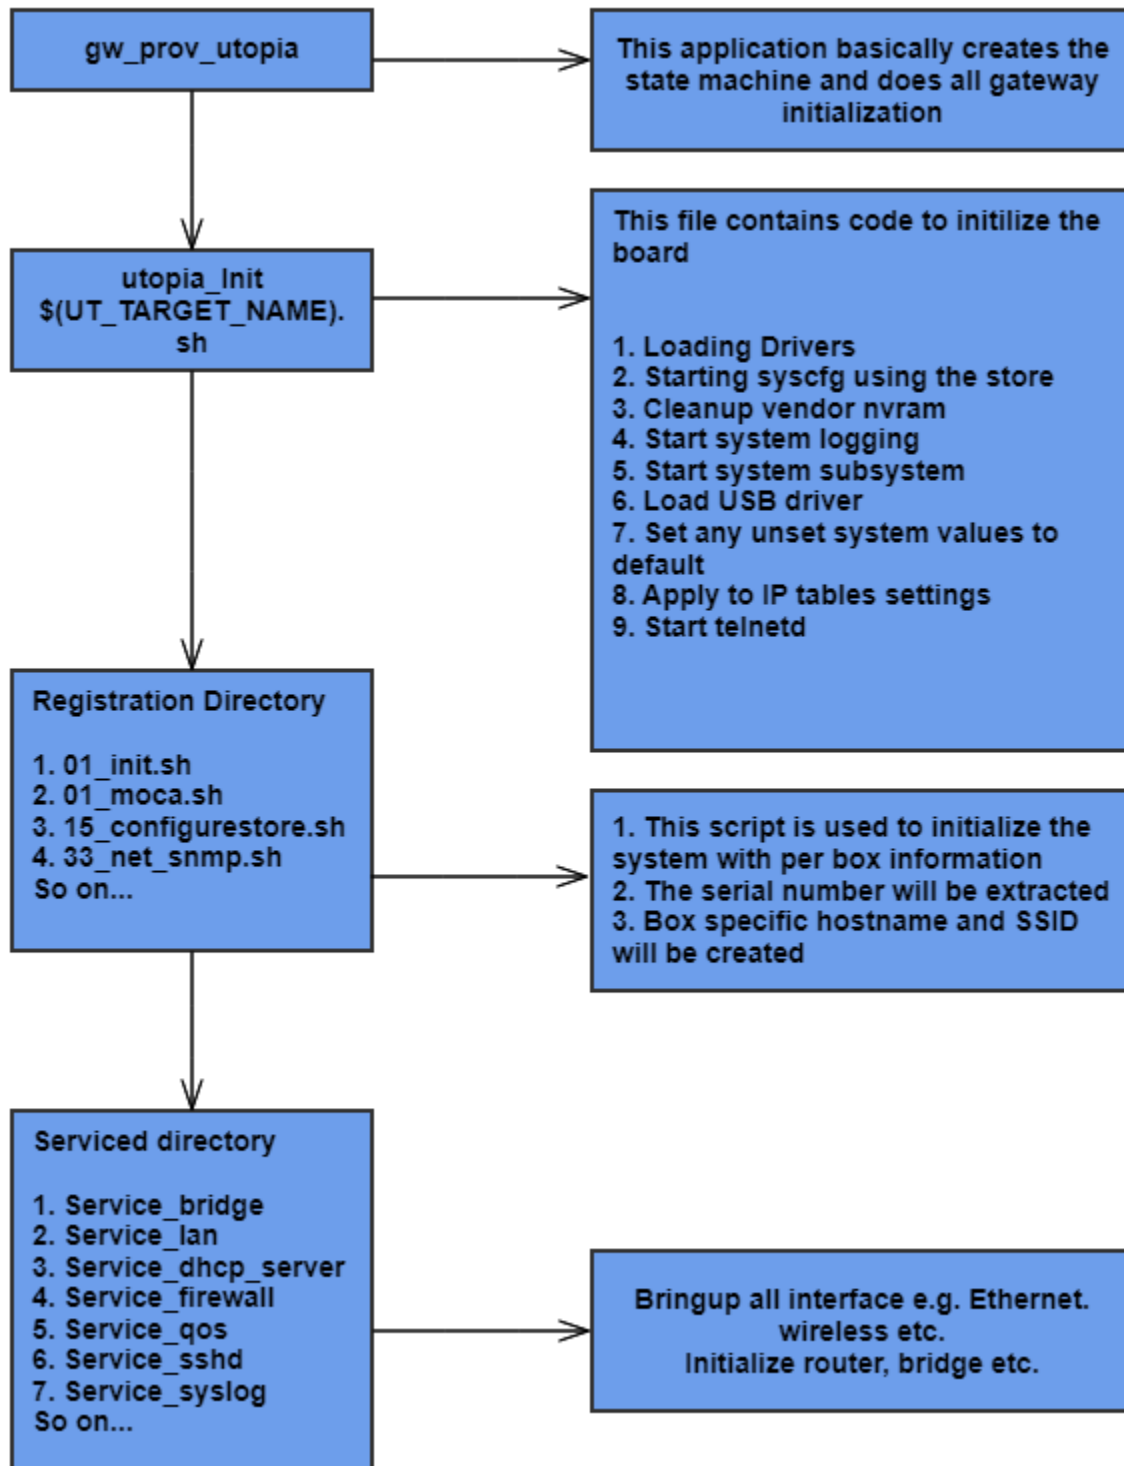 gw_prov_utopia
This application basically creates the
state machine and does all gateway
initialization
utopia_Init
$(UT_TARGET_NAME).
sh
This file contains code to initilize the
board
1. Loading Drivers
2. Starting syscfg using the store
3. Cleanup vendor nvram
4. Start system logging
5. Start system subsystem
6. Load USB driver
7. Set any unset system values to
default
8. Apply to IP tables settings
9. Start telnetd
Registration Directory
1. 01_init.sh
2. 01_moca.sh
3. 15_configurestore.sh
4. 33_net_snmp.sh
So on...
1. This script is used to initialize the
system with per box information
2. The serial number will be extracted
3. Box specific hostname and SSID
will be created
Serviced directory
1. Service_bridge
2. Service_lan
3. Service_dhcp_server
4. Service_firewall
5. Service_qos
6. Service_sshd
7. Service_syslog
So on...
Bringup all interface e.g. Ethernet.
wireless etc.
Initialize router, bridge etc.